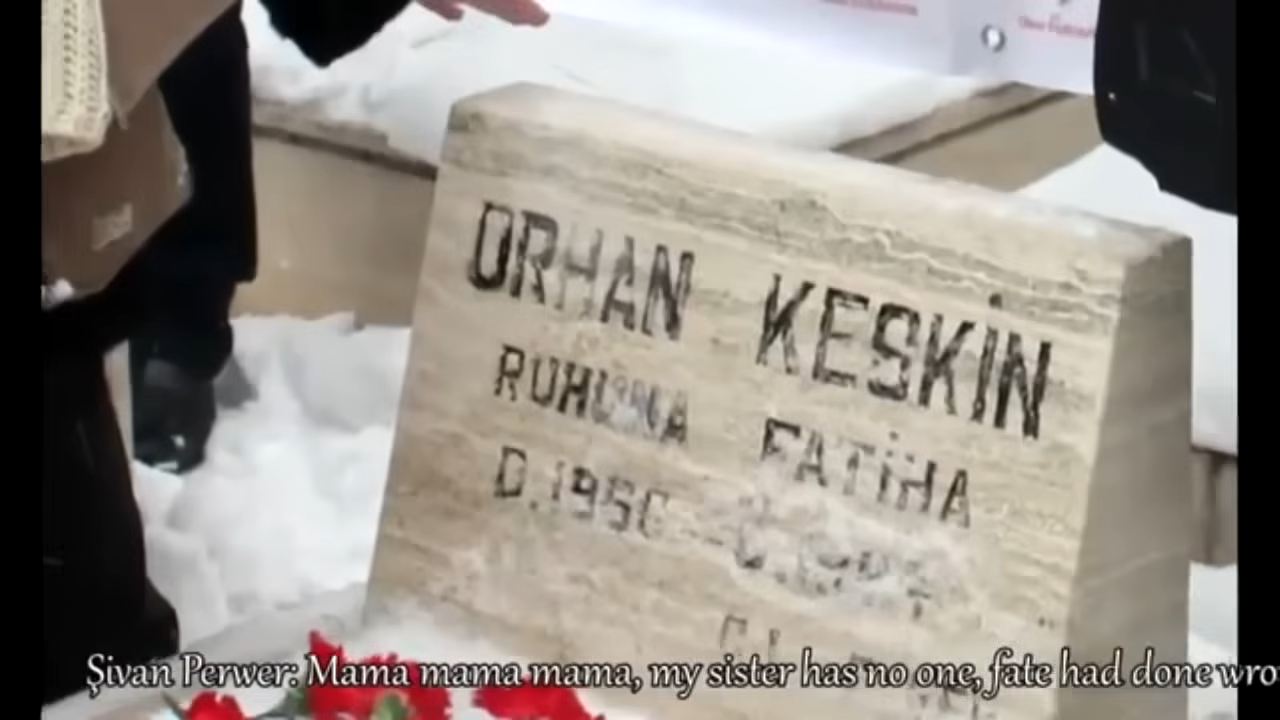 ORHAN KESKİN
RUHUNA FATİHA
D.1950
Şivan Perwer: Mama mama mama, my sister has no one, fate had done wro